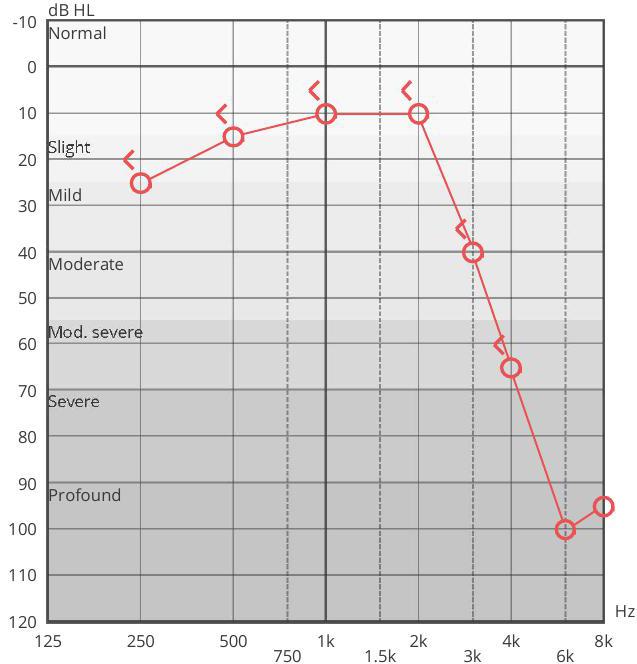 dB HL
-10
Normal
0
10
Slight
20
Mild
30
40
Moderate
50
Mod. severe
60
70
Severe
80
90
Profound
100
110
120
Hz
125 250 500 1k 2k 4k 8k
750 1.5k 3k 6k